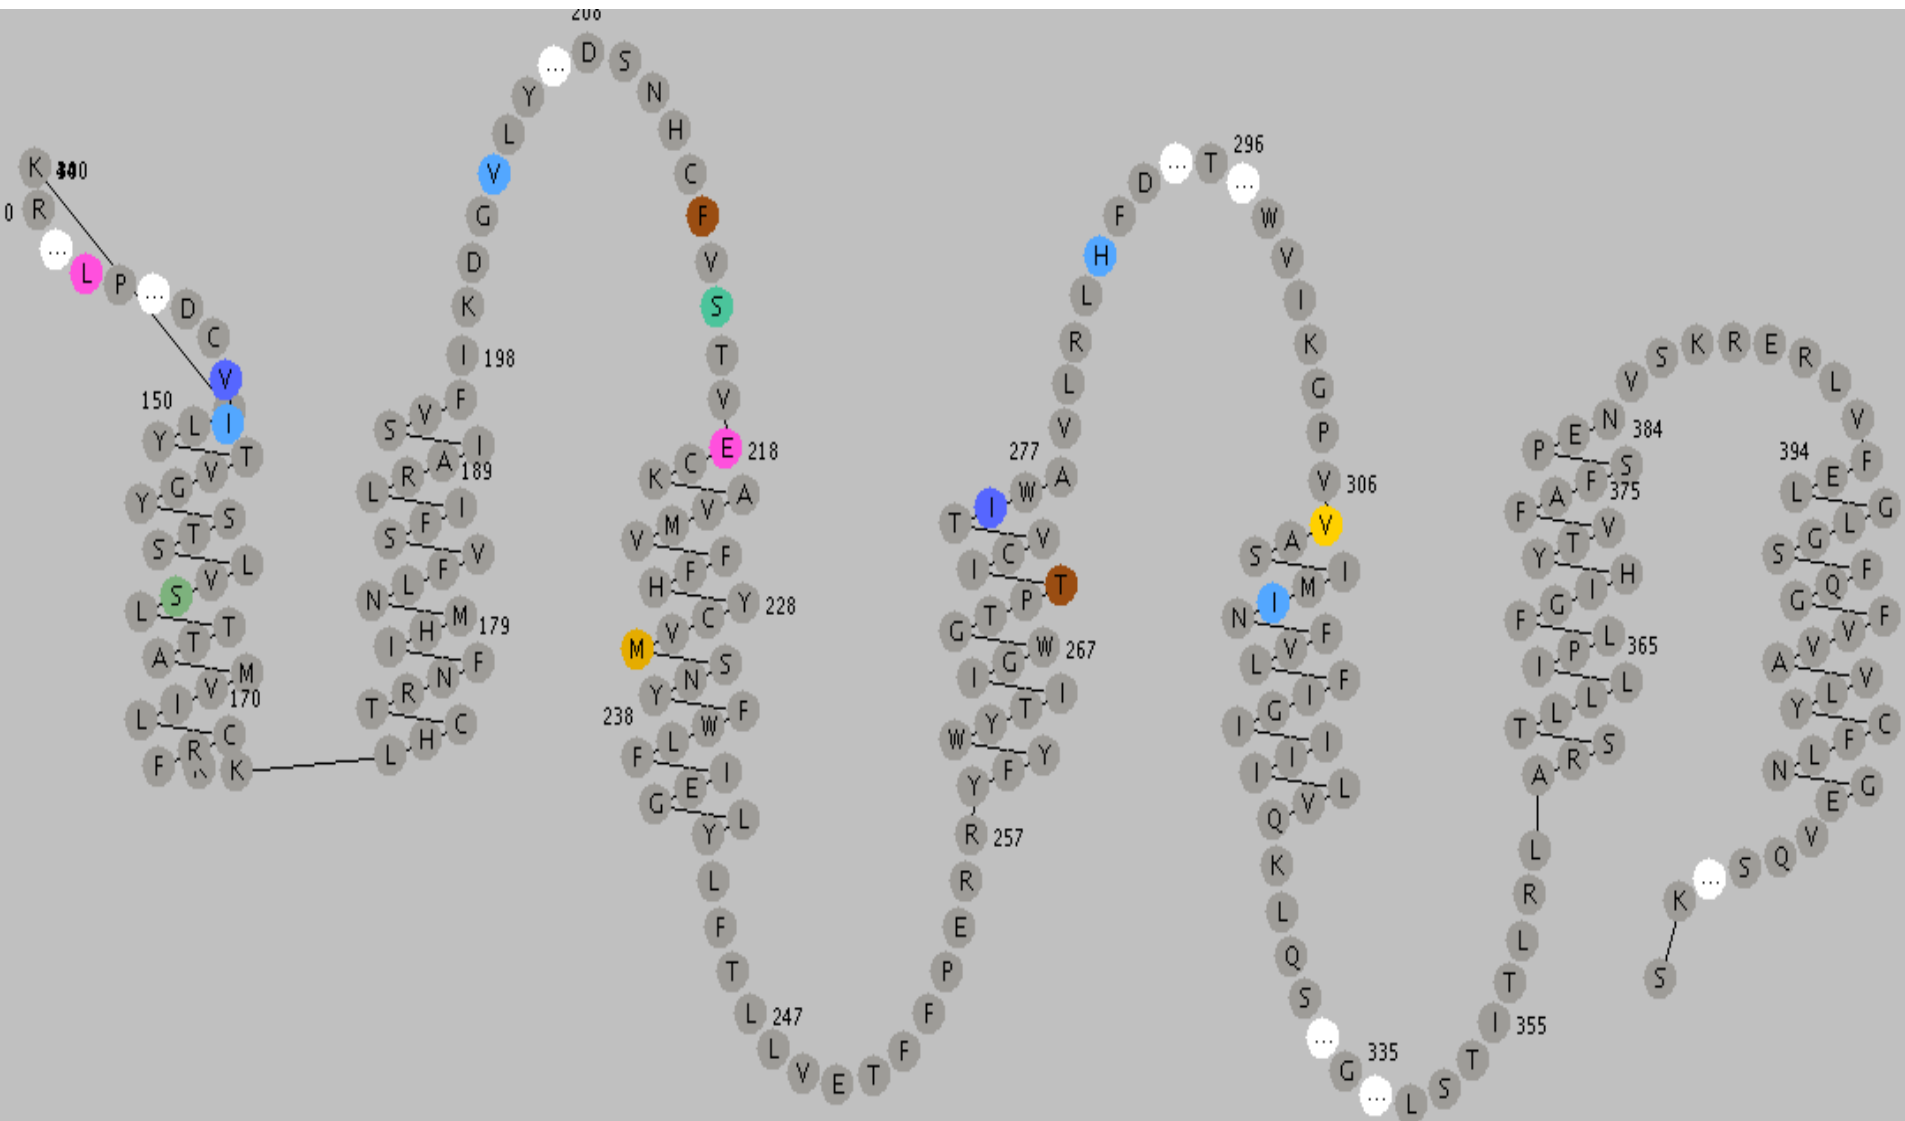 K
0 R
... L P ... D C V
150
Y L I
Y G V T
S T S
L S V L
A T T
L I V M
170
F R C
K
208
... D S
Y N
L H
V C
G F
D V
K S
I 198 T
V
S V F
L R A I
189
S F I
N L F V
I H M 179
T R N F
L H C
K C E 218
V M V A
H F F
M V C Y 228
Y N S
238
F L W F
G E I
Y L
L
F
T
L 247
L
V E T F
F
P
E
R
R 257
Y F Y
W Y T I
I G W 267
G T P T
I C V
T I W A
277
V
L
R
L
H
F
D ... T 296
... W
V
I
K
G
P
V 306
S A V
N I M I
L V F
I G I F
I I I
Q V L
K
L
Q
S
...
G 335
... L S
T
I 355
T
L
R
L
A R S
T L L L
I P L 365
F G I H
Y T V
F A F S
375
P E N 384
V S K R E R L
V
394
L E F
S G L G
G Q F
A V V F
Y L V
N L F C
E G
V
Q
S
...
K
S